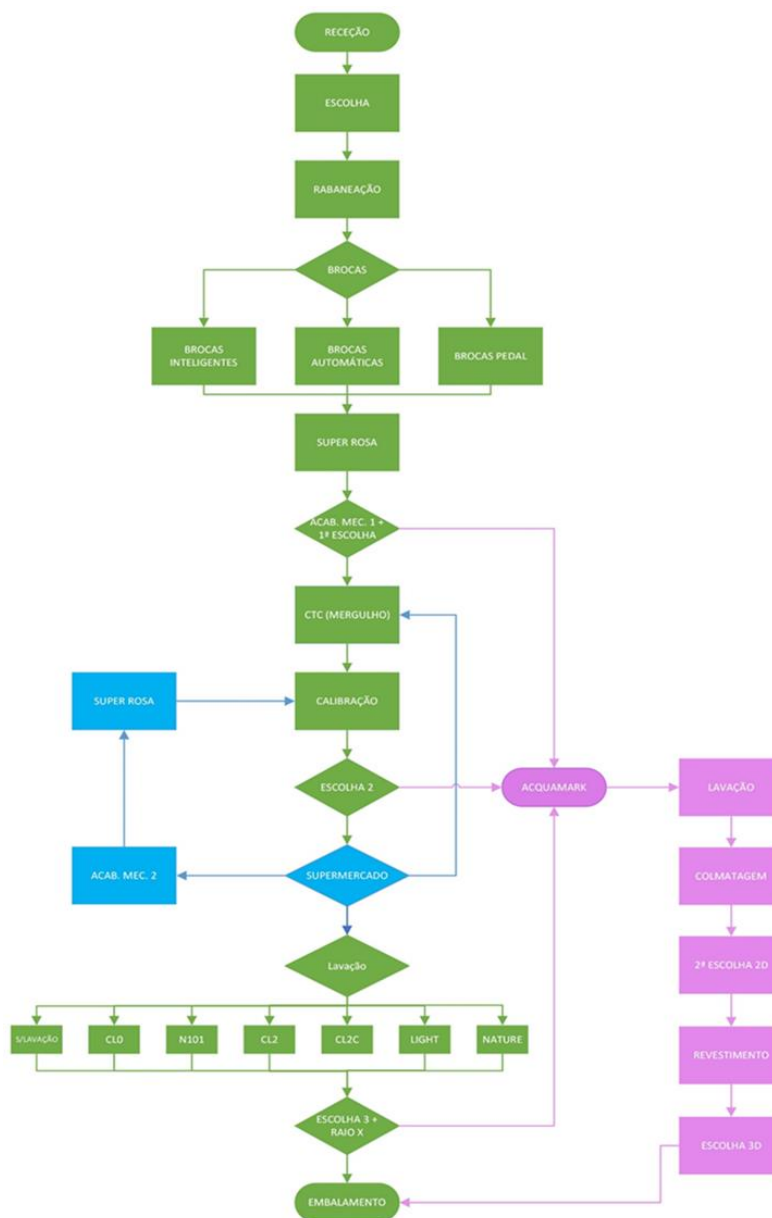 RECEÇÃO
ESCOLHA
RABANEAÇÃO
BROCAS
BROCAS
INTELIGENTES
BROCAS
AUTOMÁTICAS
BROCAS PEDAL
SUPER ROSA
ACAB. MEC. 1 +
1ª ESCOLHA
CTC (MERGULHO)
SUPER ROSA
CALIBRAÇÃO
ESCOLHA 2
ACQUAMARK
LAVAÇÃO
ACAB. MEC. 2
SUPERMERCADO
COLMATAGEM
Lavação
2ª ESCOLHA 2D
S/LAVAÇÃO
CL0
N101
CL2
CL2C
LIGHT
NATURE
REVESTIMENTO
ESCOLHA 3 +
RAIO X
ESCOLHA 3D
EMBALAMENTO